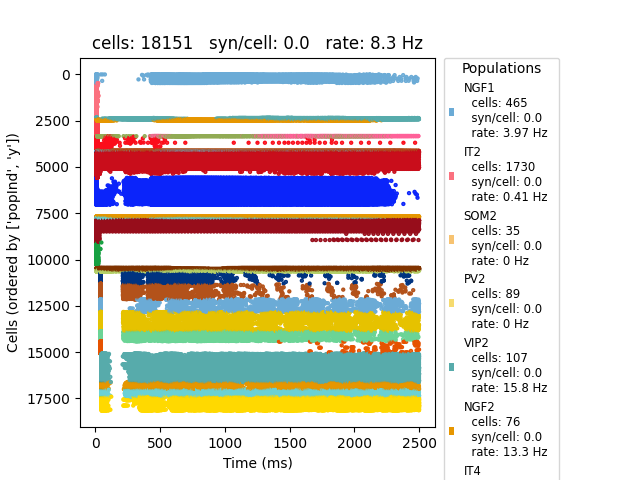 cells: 18151   syn/cell: 0.0   rate: 8.3 Hz
Cells (ordered by ['popInd', 'y'])
0
2500
5000
7500
10000
12500
15000
17500
0
500
1000
1500
2000
2500
Time (ms)
Populations
NGF1
cells: 465
syn/cell: 0.0
rate: 3.97 Hz
IT2
cells: 1730
syn/cell: 0.0
rate: 0.41 Hz
SOM2
cells: 35
syn/cell: 0.0
rate: 0 Hz
PV2
cells: 89
syn/cell: 0.0
rate: 0 Hz
VIP2
cells: 107
syn/cell: 0.0
rate: 15.8 Hz
NGF2
cells: 76
syn/cell: 0.0
rate: 13.3 Hz
IT4